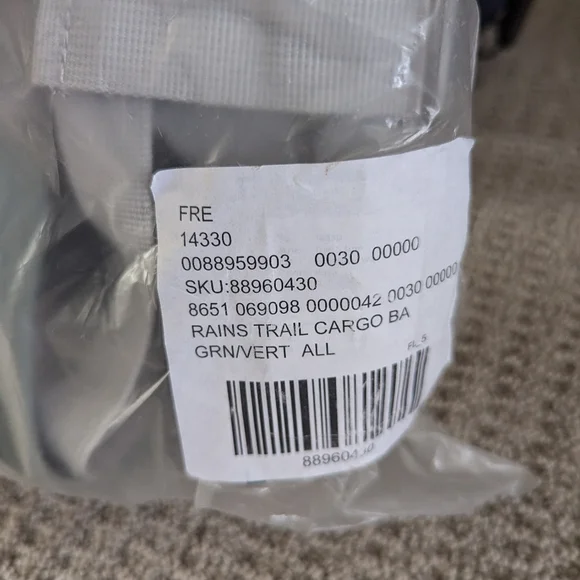 FRE
14330
0088959903 0030 00000
SKU:88960430
8651 069098 0000042 0030 00000
RAINS TRAIL CARGO BA
GRN/VERT ALL
88960430